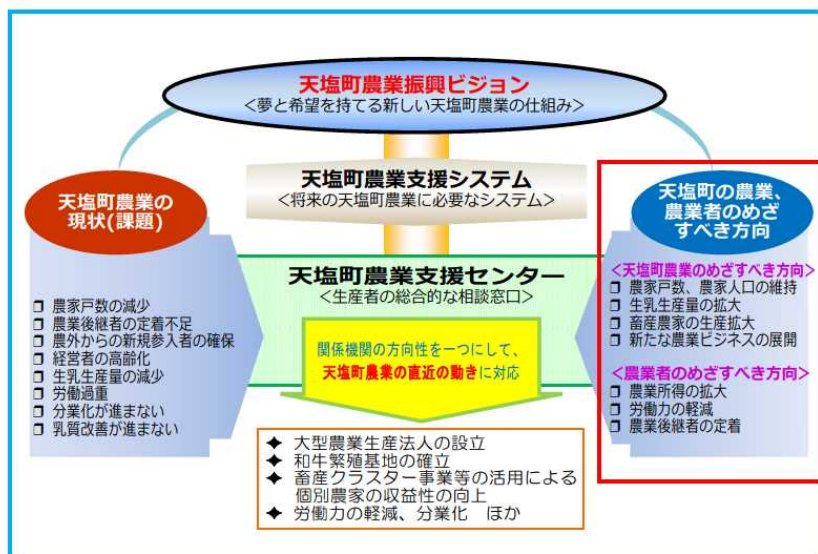 天塩町農業振興ビジョン
<夢と希望を持てる新しい天塩町農業の仕組み>
天塩町農業支援システム
<将来の天塩町農業に必要なシステム>
天塩町農業の
現状(課題)
❒ 農家戸数の減少
❒ 農業後継者の定着不足
❒ 農外からの新規参入者の確保
❒ 経営者の高齢化
❒ 生乳生産量の減少
❒ 労働過重
❒ 分業化が進まない
❒ 乳質改善が進まない
天塩町農業支援センター
<生産者の総合的な相談窓口>
関係機関の方向性を一つにして、
天塩町農業の直近の動きに対応
✦ 大型農業生産法人の設立
✦ 和牛繁殖基地の確立
✦ 畜産クラスター事業等の活用による
個別農家の収益性の向上
✦ 労働力の軽減、分業化 ほか
天塩町の農業、
農業者のめざ
すべき方向
<天塩町農業のめざすべき方向>
❒ 農家戸数、農家人口の維持
❒ 生乳生産量の拡大
❒ 畜産農家の生産拡大
❒ 新たな農業ビジネスの展開
<農業者のめざすべき方向>
❒ 農業所得の拡大
❒ 労働力の軽減
❒ 農業後継者の定着